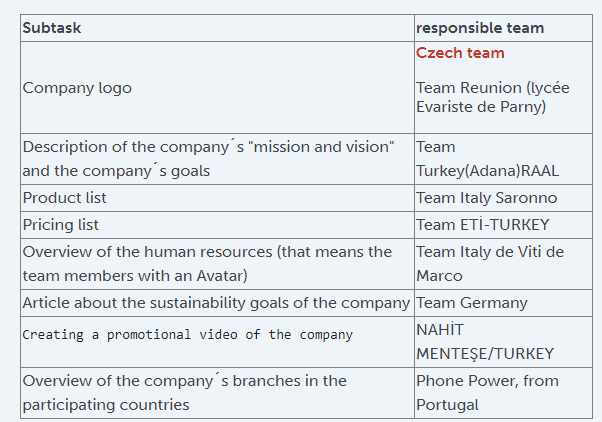 Subtask
responsible team
Company logo
Czech team
Team Reunion (lycée
Evariste de Parny)
Description of the company´s "mission and vision"
and the company´s goals
Team
Turkey(Adana)RAAL
Product list
Team Italy Saronno
Pricing list
Team ETİ-TURKEY
Overview of the human resources (that means the
team members with an Avatar)
Team Italy de Viti de
Marco
Article about the sustainability goals of the company
Team Germany
Creating a promotional video of the company
NAHİT
MENTEŞE/TURKEY
Overview of the company´s branches in the
participating countries
Phone Power, from
Portugal